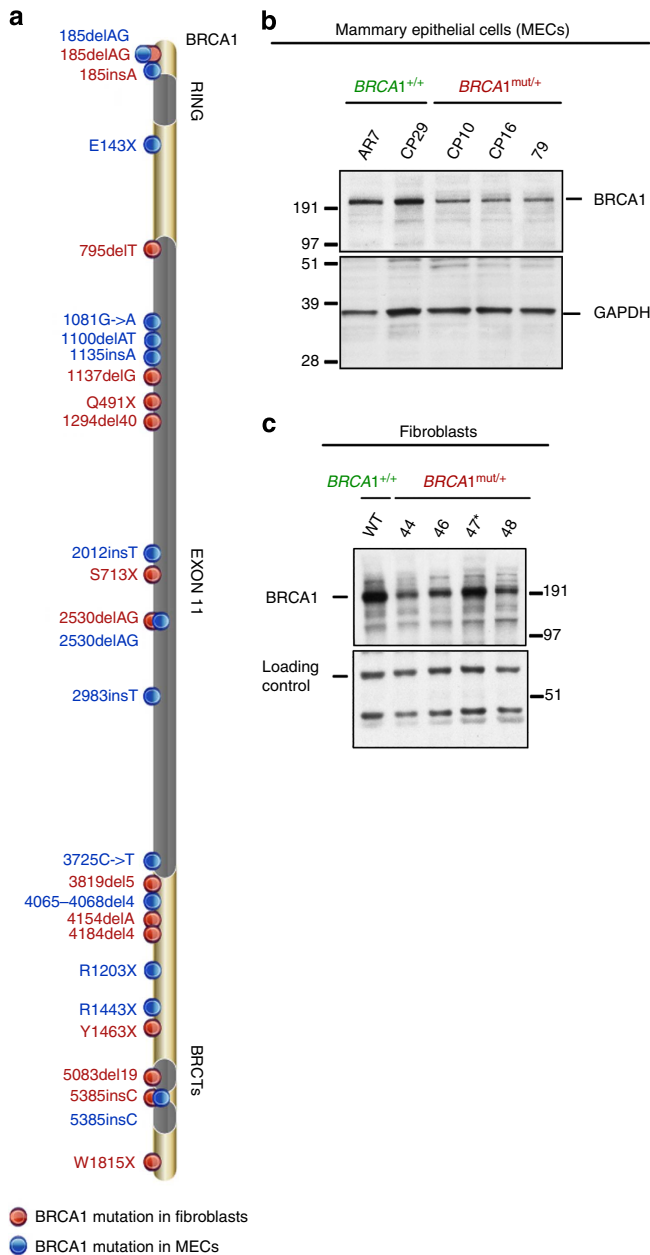 a
BRCA1
185delAG
185delAG
185insA
RING
E143X
795delT
1081G->A
1100delAT
1135insA
1137delG
Q491X
1294del40
EXON 11
2012insT
S713X
2530delAG
2530delAG
2983insT
3725C->T
3819del5
4065–4068del4
4154delA
4184del4
R1203X
R1443X
Y1463X
BRCTs
5083del19
5385insC
5385insC
W1815X
BRCA1 mutation in fibroblasts
BRCA1 mutation in MECs
b
Mammary epithelial cells (MECs)
BRCA1+/+ BRCA1mut/+
AR7 CP29 CP10 CP16 79
191
97
BRCA1
51
39
28
GAPDH
c
Fibroblasts
BRCA1+/+ BRCA1mut/+
WT 44 46 47* 48
BRCA1
191
97
Loading
control
51